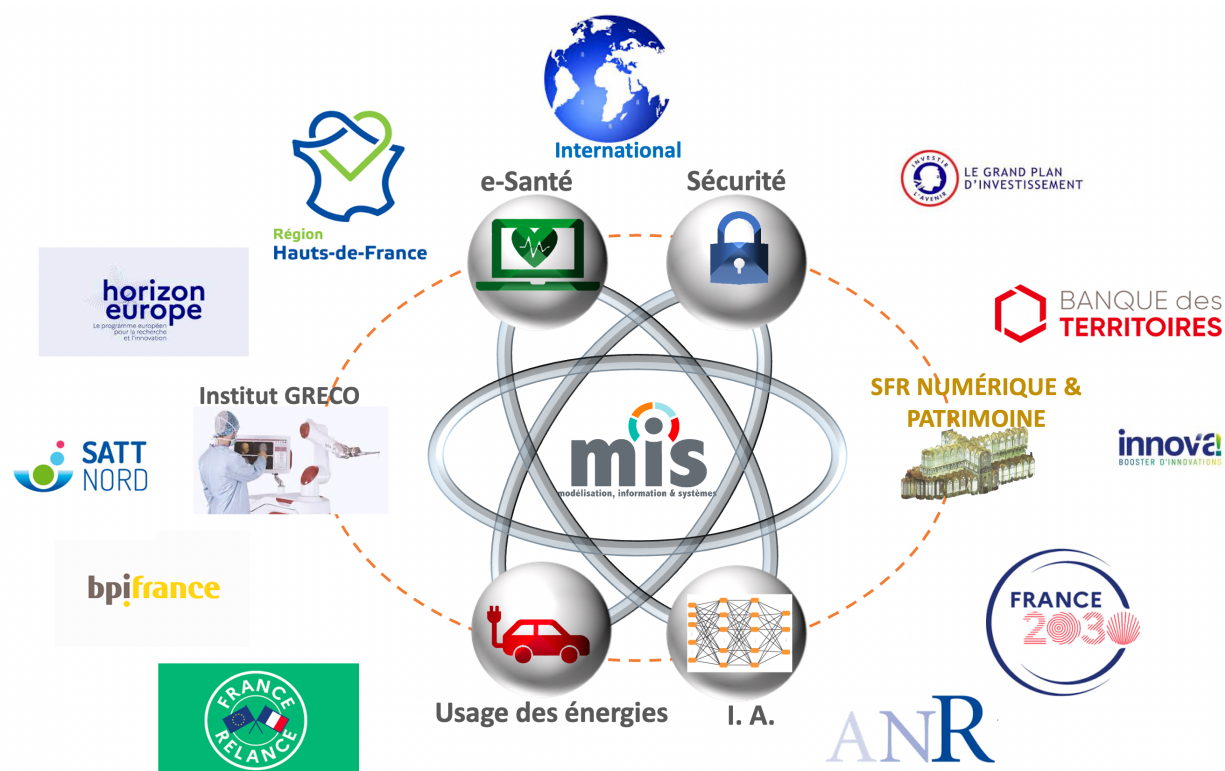 International
Région
Hauts-de-France
e-Santé
Sécurité
INVESTIR
L'AVENIR
LE GRAND PLAN
D'INVESTISSEMENT
horizon
europe
Le programme européen
pour la recherche
et l'innovation
BANQUE des
TERRITOIRES
Institut GRECO
SFR NUMÉRIQUE &
PATRIMOINE
SATT
NORD
mis
modélisation, information & systèmes
innova!
BOOSTER D'INNOVATIONS
bpifrance
FRANCE
2030
FRANCE
RELANCE
Usage des énergies
I. A.
ANR